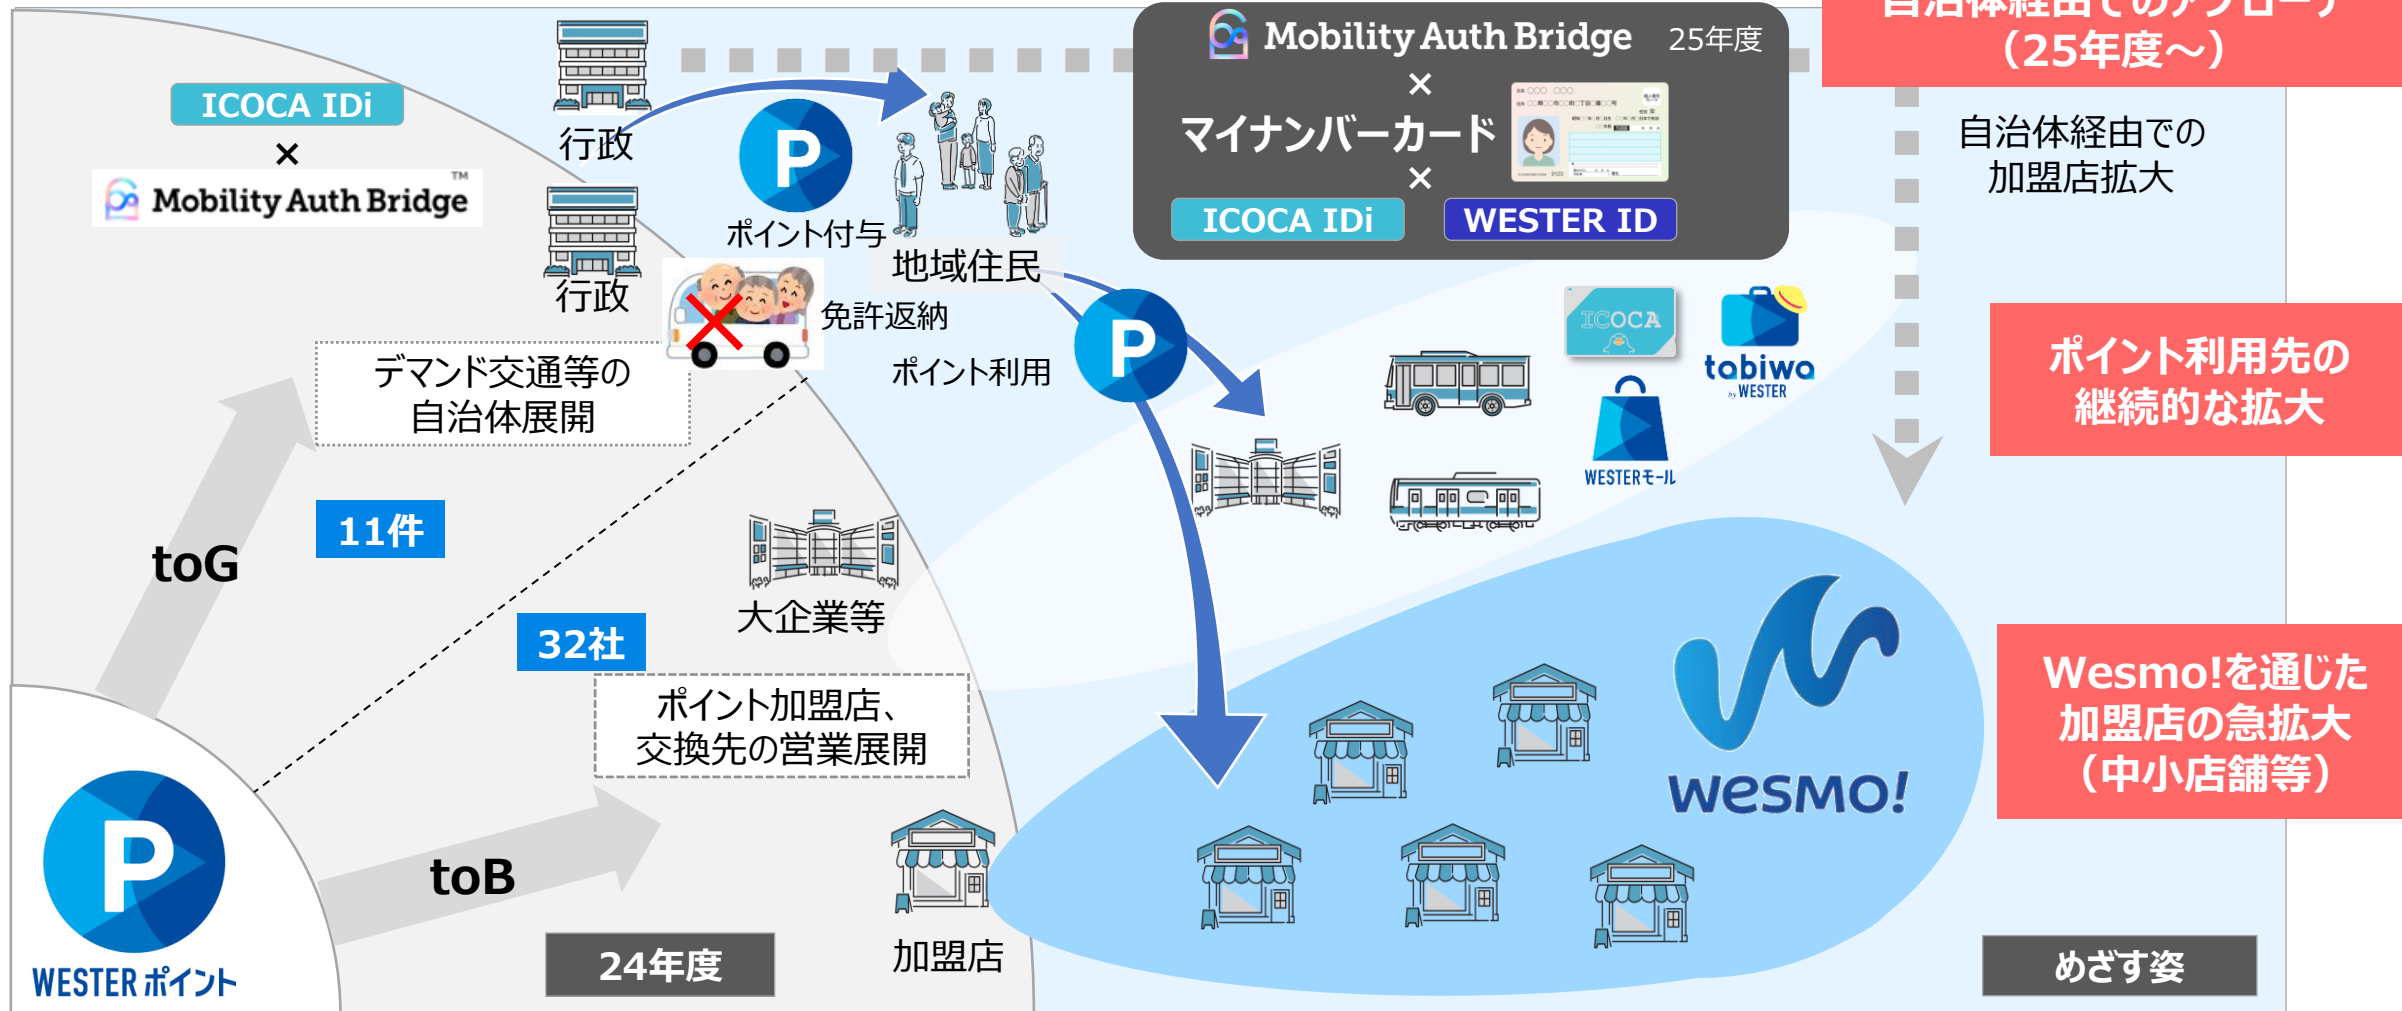 ICOCA IDi
×
Mobility Auth Bridge
TM
行政
行政
ポイント付与
地域住民
免許返納
ポイント利用
デマンド交通等の
自治体展開
11件
toG
32社
大企業等
ポイント加盟店、
交換先の営業展開
toB
加盟店
24年度
WESTER ポイント
Mobility Auth Bridge 25年度
×
マイナンバーカード
×
ICOCA IDi
WESTER ID
自治体経由でのアプローチ
（25年度～）
自治体経由での
加盟店拡大
ICOCA
tabiwa
by WESTER
WESTERモール
ポイント利用先の
継続的な拡大
WESMO!
Wesmo!を通じた
加盟店の急拡大
（中小店舗等）
めざす姿